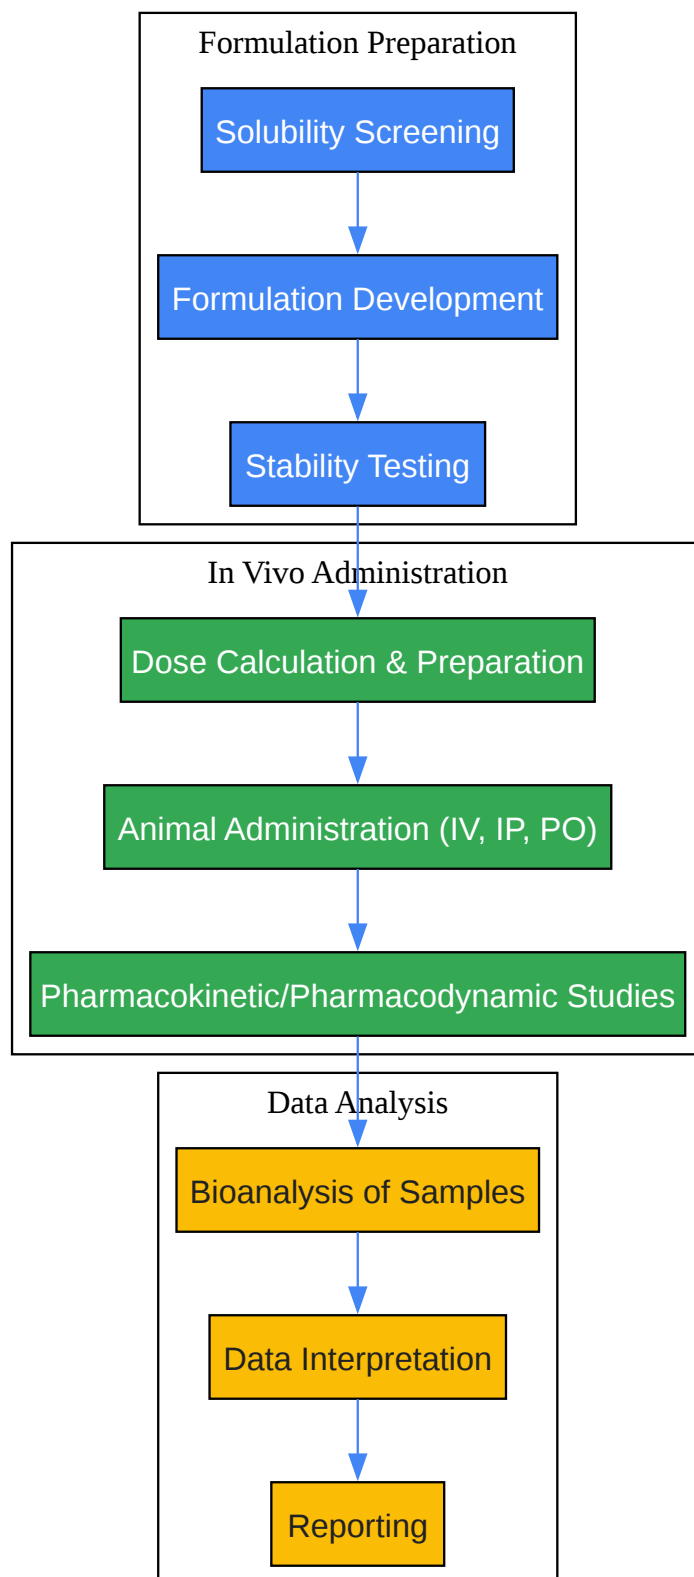 Formulation Preparation
Solubility Screening
Formulation Development
Stability Testing
In Vivo Administration
Dose Calculation & Preparation
Animal Administration (IV, IP, PO)
Pharmacokinetic/Pharmacodynamic Studies
Data Analysis
Bioanalysis of Samples
Data Interpretation
Reporting